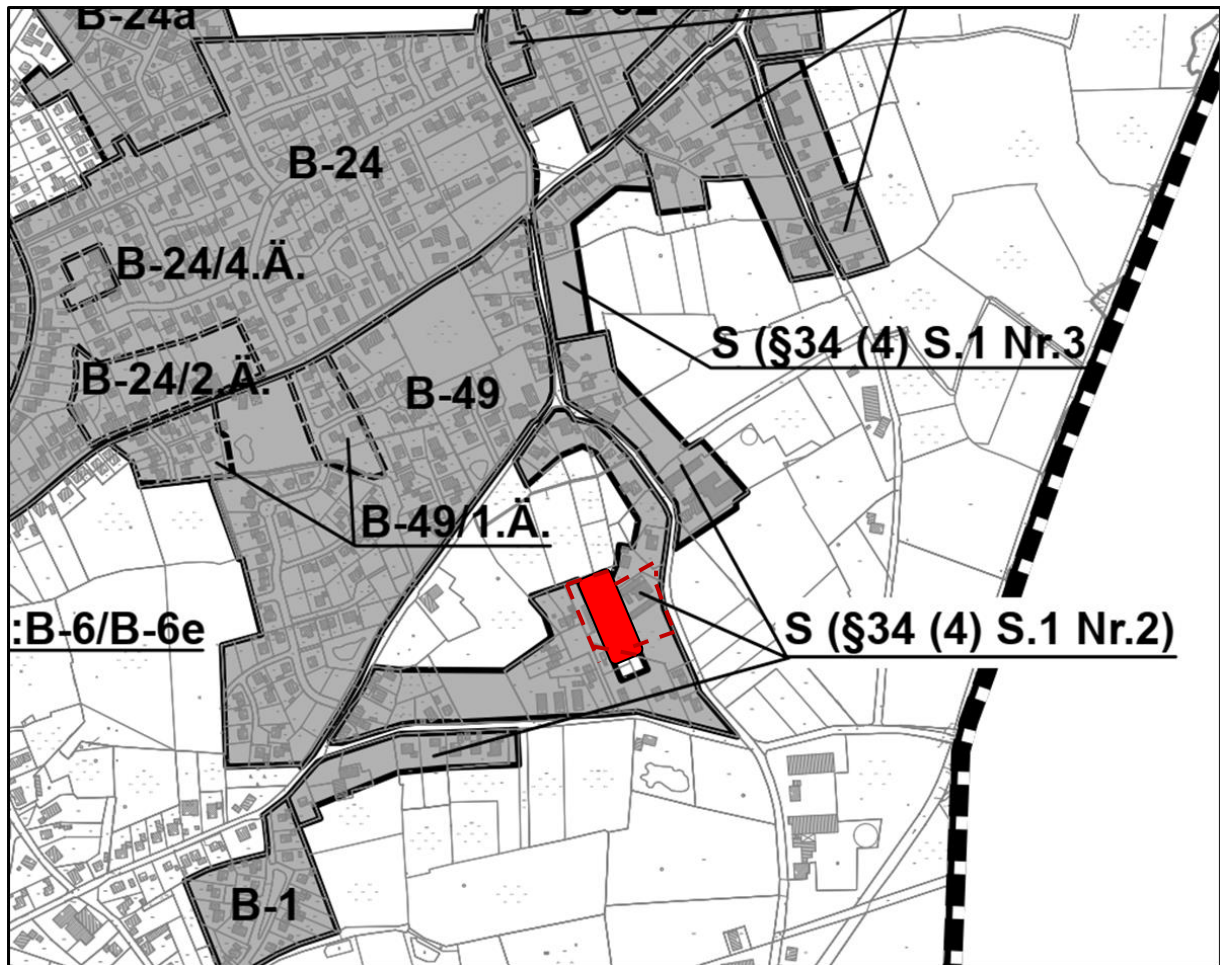 B-24a
B-24
B-24/4.Ä.
S (§34 (4) S.1 Nr.3
B-24/2.Ä.
B-49
B-49/1.Ä.
:B-6/B-6e
S (§34 (4) S.1 Nr.2)
B-1